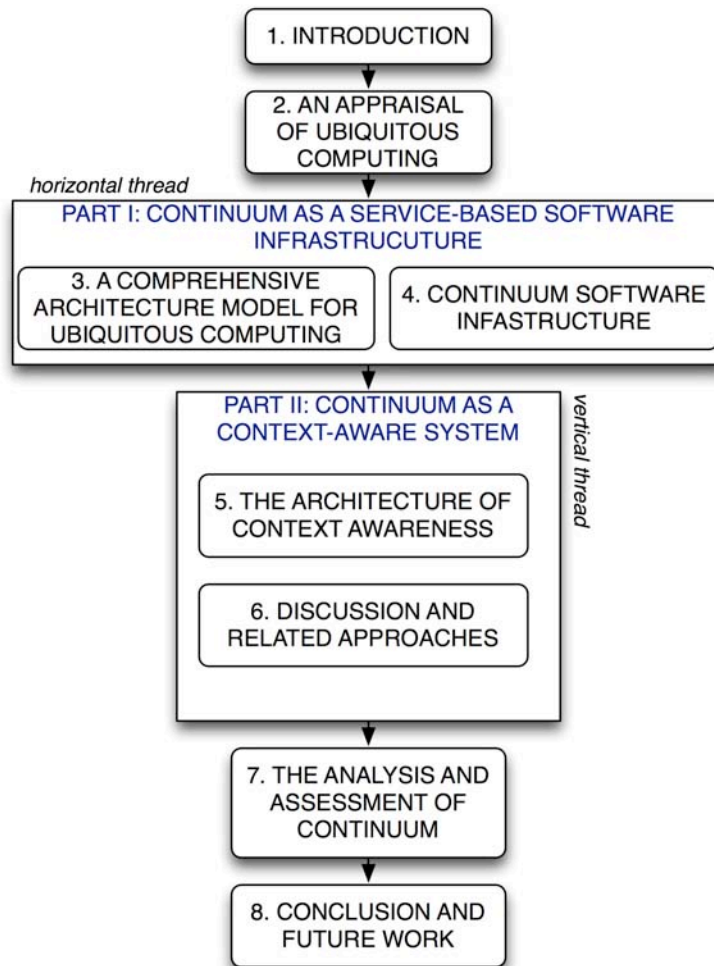 1. INTRODUCTION
2. AN APPRAISAL
OF UBIQUITOUS
COMPUTING
horizontal thread
PART I: CONTINUUM AS A SERVICE-BASED SOFTWARE
INFRASTRUCUTURE
3. A COMPREHENSIVE
ARCHITECTURE MODEL FOR
UBIQUITOUS COMPUTING
4. CONTINUUM SOFTWARE
INFASTRUCTURE
PART II: CONTINUUM AS A
CONTEXT-AWARE SYSTEM
vertical thread
5. THE ARCHITECTURE OF
CONTEXT AWARENESS
6. DISCUSSION AND
RELATED APPROACHES
7. THE ANALYSIS AND
ASSESSMENT OF
CONTINUUM
8. CONCLUSION AND
FUTURE WORK